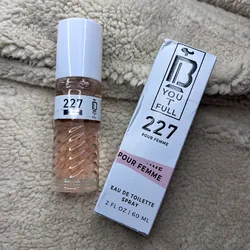 227
B
YOU
T
FULL
227
POUR FEMME
POUR FEMME
EAU DE TOILETTE
SPRAY
2 FL OZ / 60 ML